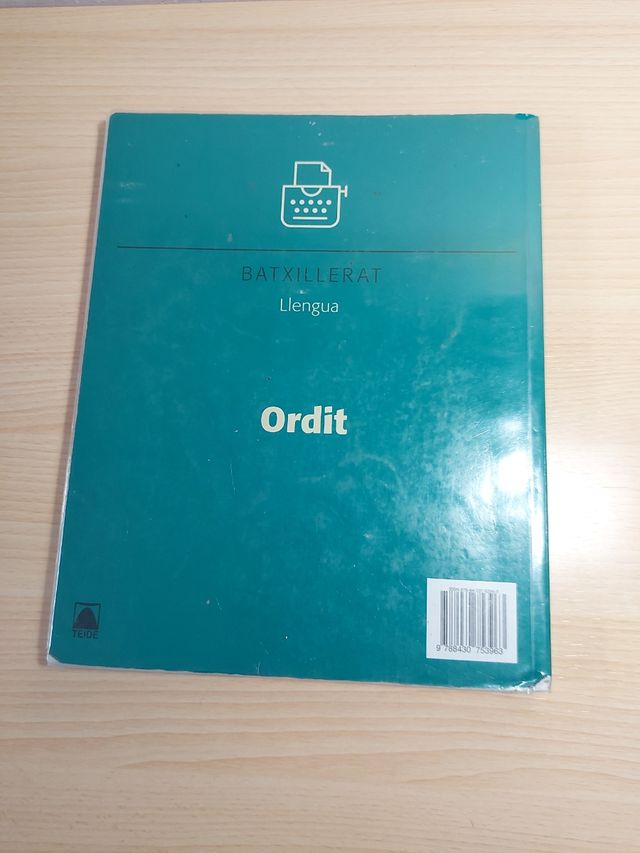 BATXILLERAT
Llengua
Ordit
TEIDE
9 788430 753963